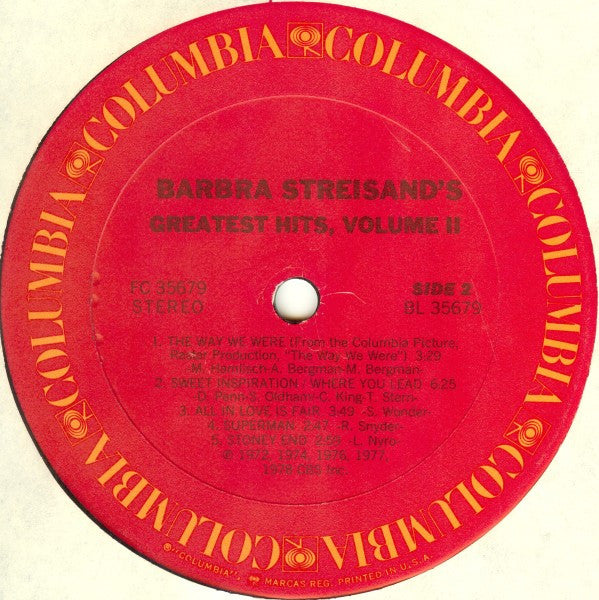 COLUMBIA COLUMBIA COLUMBIA COLUMBIA COLUMBIA COLUMBIA
BARBRA STREISAND'S
GREATEST HITS, VOLUME II
FC 35679 SIDE 2
STEREO BL 35679
1. THE WAY WE WERE (From the Columbia Picture,
Rastar Production, "The Way We Were") 3:29
-M. Hamlisch-A. Bergman-M. Bergman-
2. SWEET INSPIRATION - WHERE YOU LEAD 6:25
-D. Penn-S. Oldham/-C. King-T. Stern-
3. ALL IN LOVE IS FAIR 3:49 -S. Wonder-
4. SUPERMAN 2:47 -R. Snyder-
5. STONEY END 2:59 -L. Nyro-
℗ 1972, 1974, 1976, 1977,
1978 CBS Inc.
®"COLUMBIA" MARCAS REG. PRINTED IN U.S.A.